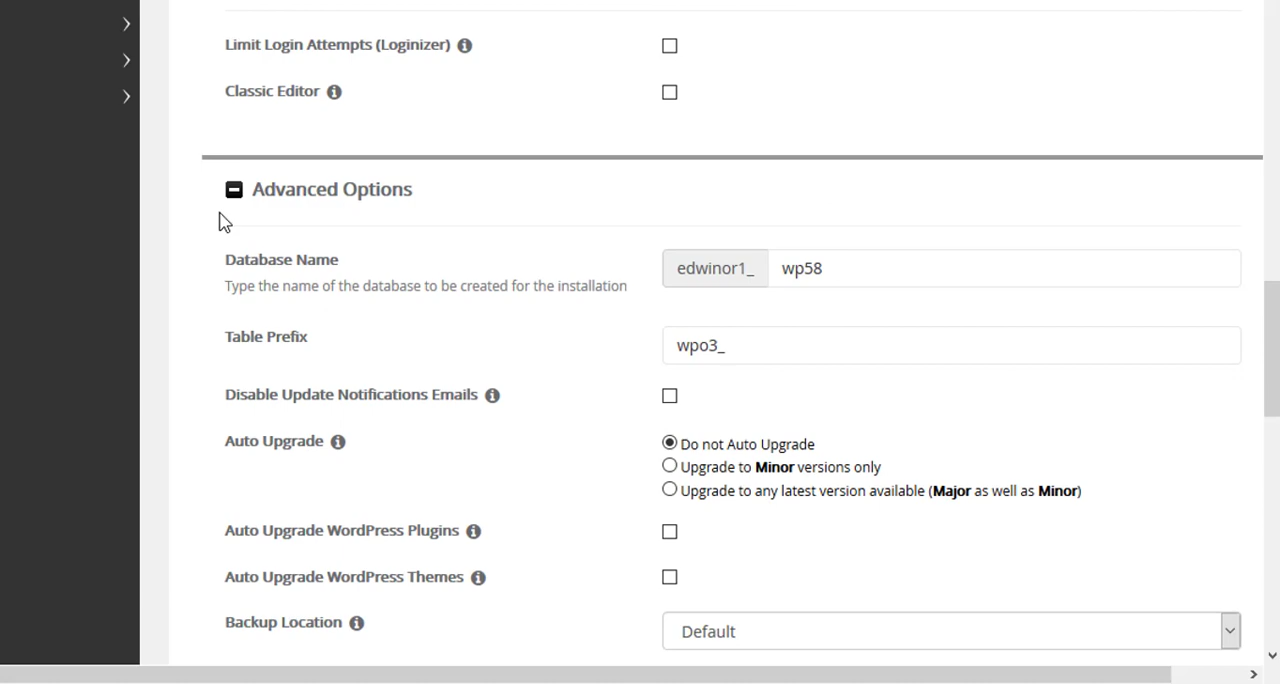 Limit Login Attempts (Loginizer)
Classic Editor
Advanced Options
Database Name
edwinor1_ wp58
Type the name of the database to be created for the installation
Table Prefix
wpo3_
Disable Update Notifications Emails
Auto Upgrade
Do not Auto Upgrade
Upgrade to Minor versions only
Upgrade to any latest version available (Major as well as Minor)
Auto Upgrade WordPress Plugins
Auto Upgrade WordPress Themes
Backup Location
Default